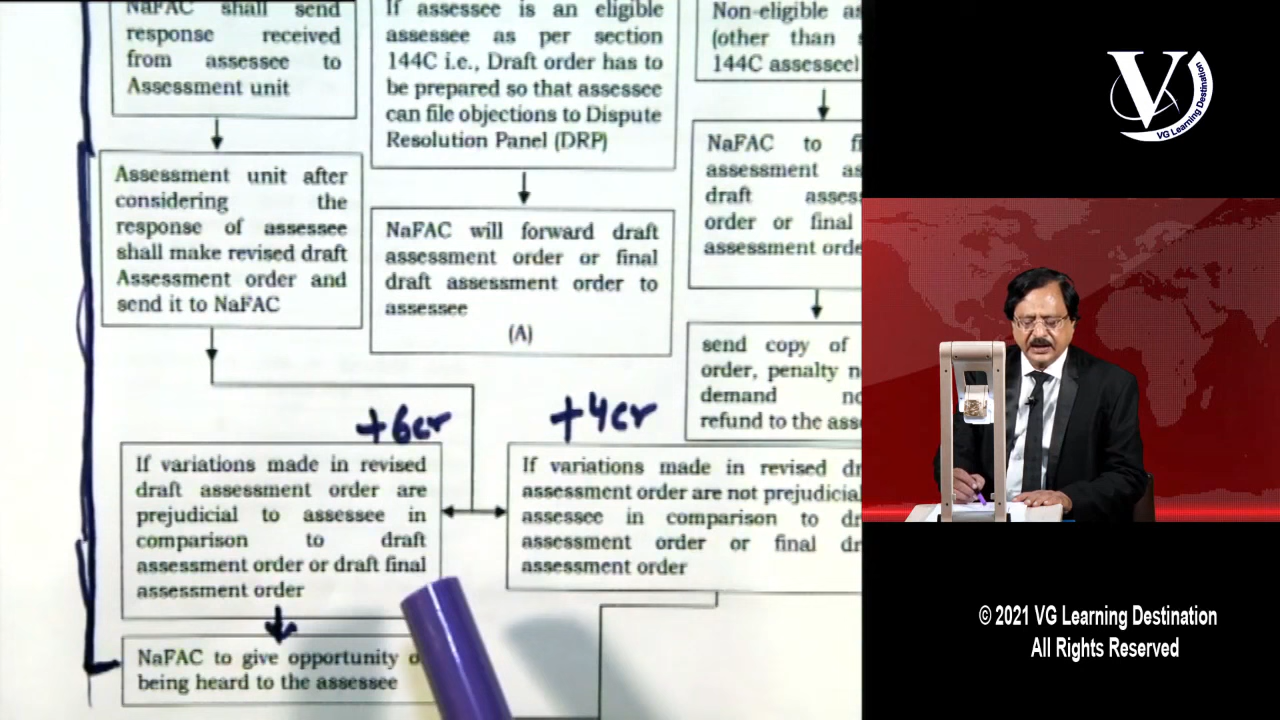 NaFAC shall send
response received
from assessee to
Assessment unit
If assessee is an eligible
assessee as per section
144C i.e., Draft order has to
be prepared so that assessee
can file objections to Dispute
Resolution Panel (DRP)
Non-eligible
(other than
144C assessee)
Assessment unit after
considering the
response of assessee
shall make revised draft
Assessment order and
send it to NaFAC
NaFAC will forward draft
assessment order or final
draft assessment order to
assessee
(A)
NaFAC to
assessment
draft
order or final
assessment
send copy of
order, penalty
demand
refund to the
+6cr
+4cr
If variations made in revised
draft assessment order are
prejudicial to assessee in
comparison to draft
assessment order or draft final
assessment order
If variations made in revised
assessment order are not prejudicial
assessee in comparison to
assessment order or final
assessment order
NaFAC to give opportunity
being heard to the assessee
V
VG Learning Destination
© 2021 VG Learning Destination
All Rights Reserved